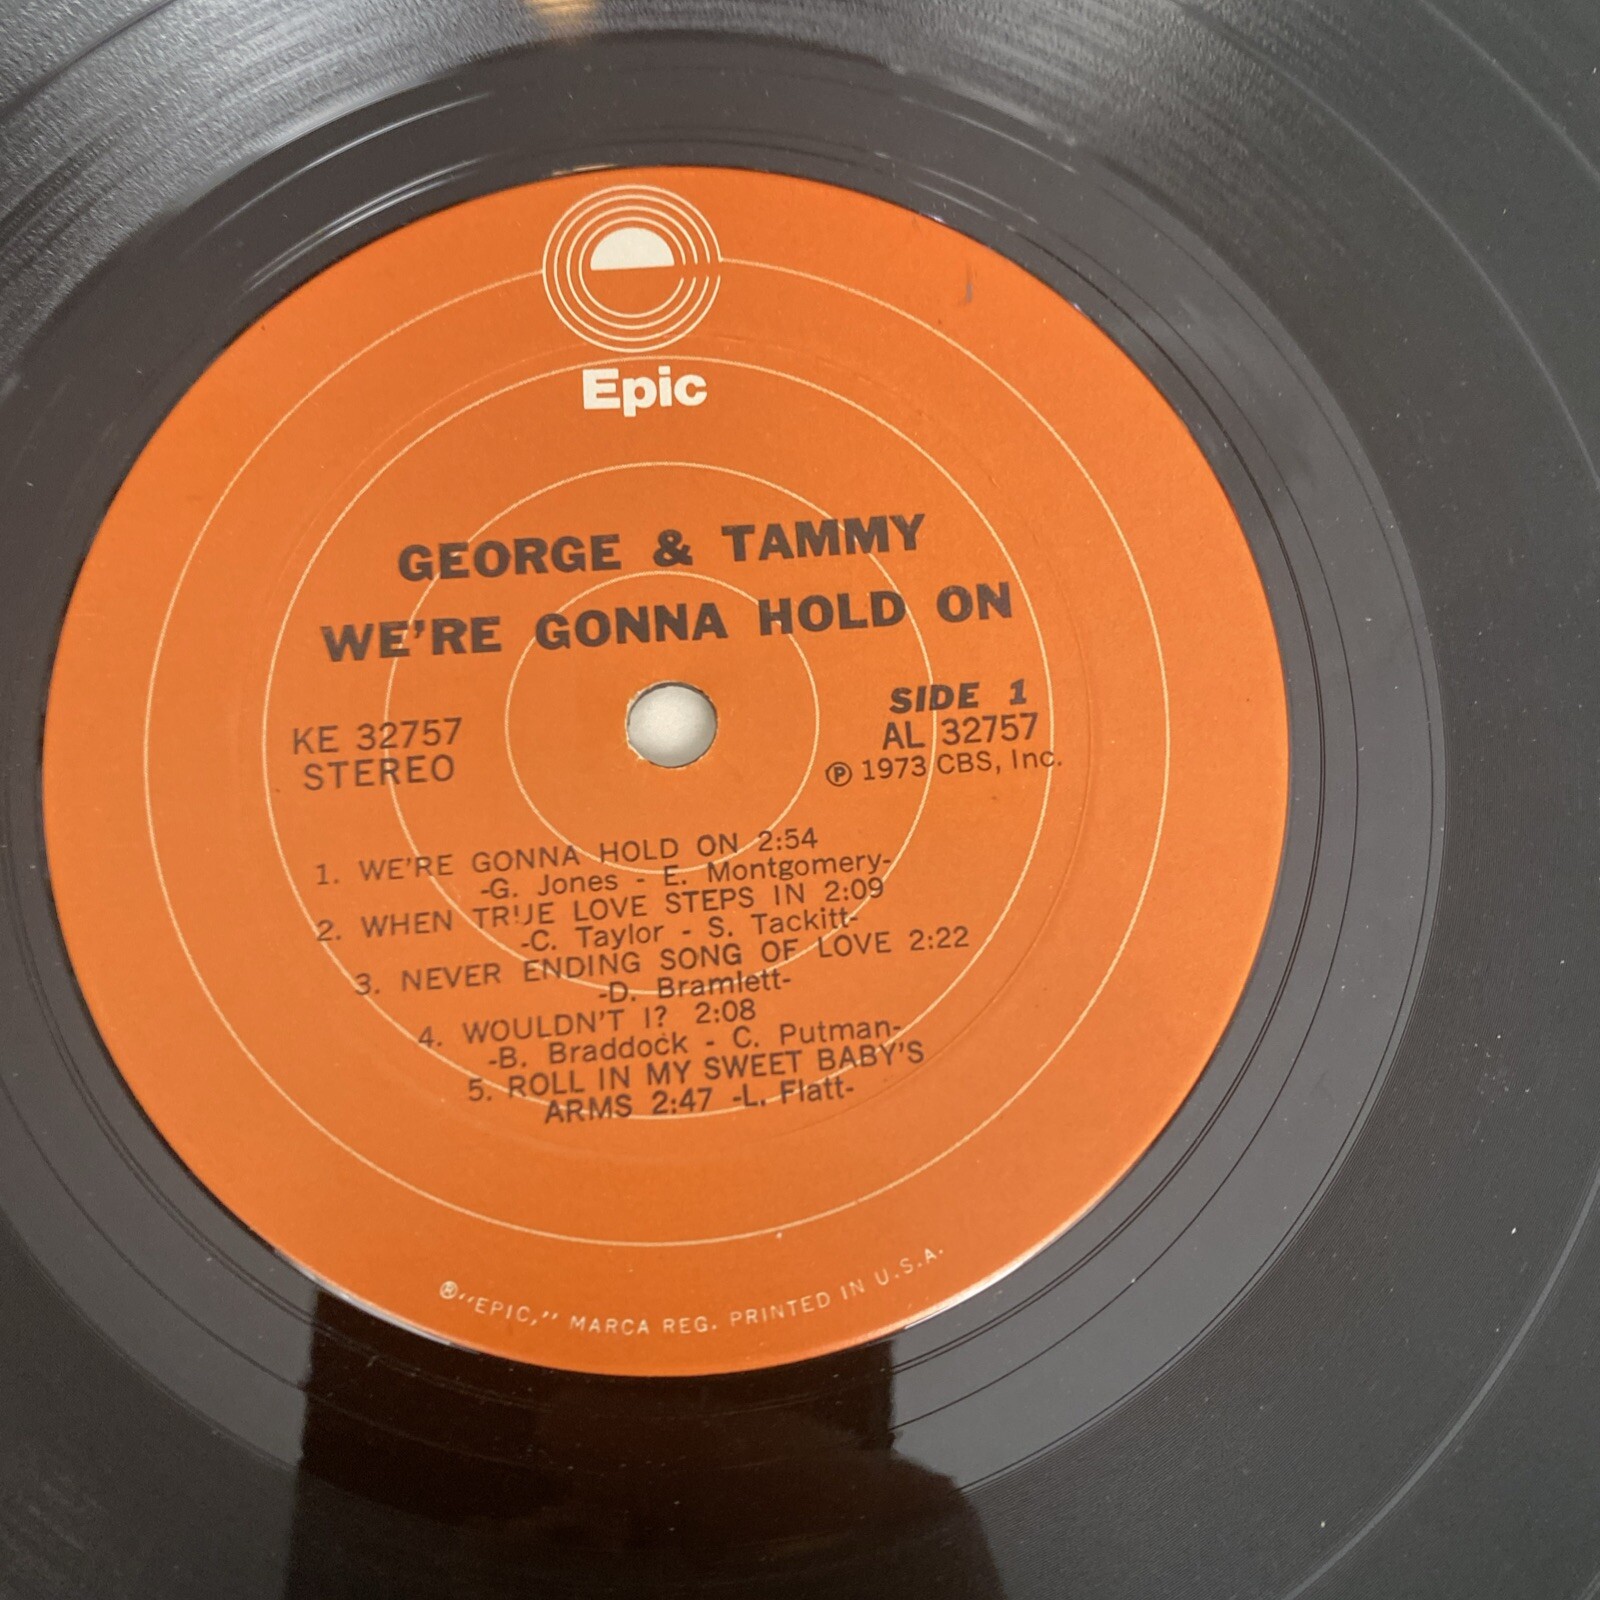 Epic
GEORGE & TAMMY
WE'RE GONNA HOLD ON
KE 32757
STEREO
SIDE 1
AL 32757
℗ 1973 CBS, Inc.
1. WE'RE GONNA HOLD ON 2:54
-G. Jones - E. Montgomery-
2. WHEN TRUE LOVE STEPS IN 2:09
-C. Taylor - S. Tackitt-
3. NEVER ENDING SONG OF LOVE 2:22
-D. Bramlett-
4. WOULDN'T I? 2:08
-B. Braddock - C. Putman-
5. ROLL IN MY SWEET BABY'S
ARMS 2:47 -L. Flatt-
®"EPIC," MARCA REG. PRINTED IN U.S.A.